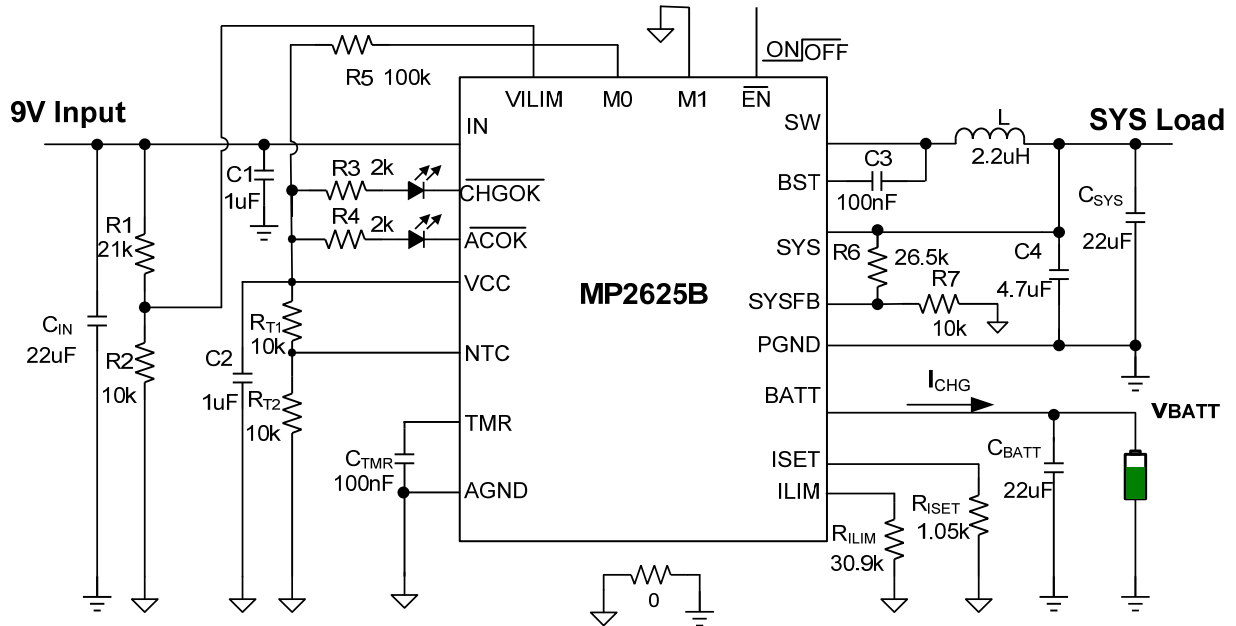 R5 100k
ON OFF
VILIM M0 M1 EN
9V Input
IN
SW
L
2.2uH
SYS Load
C1
1uF
R3 2k
CHGOK
BST
C3
100nF
R4 2k
ACOK
CSYS
22uF
R1
21k
SYS
R6
26.5k
C4
4.7uF
VCC
MP2625B
SYSFB
R7
10k
CIN
22uF
RT1
10k
NTC
PGND
R2
10k
C2
1uF
RT2
10k
BATT
ICHG
VBATT
TMR
CTMR
100nF
AGND
ISET
ILIM
CBATT
22uF
RISET
1.05k
RILIM
30.9k
0